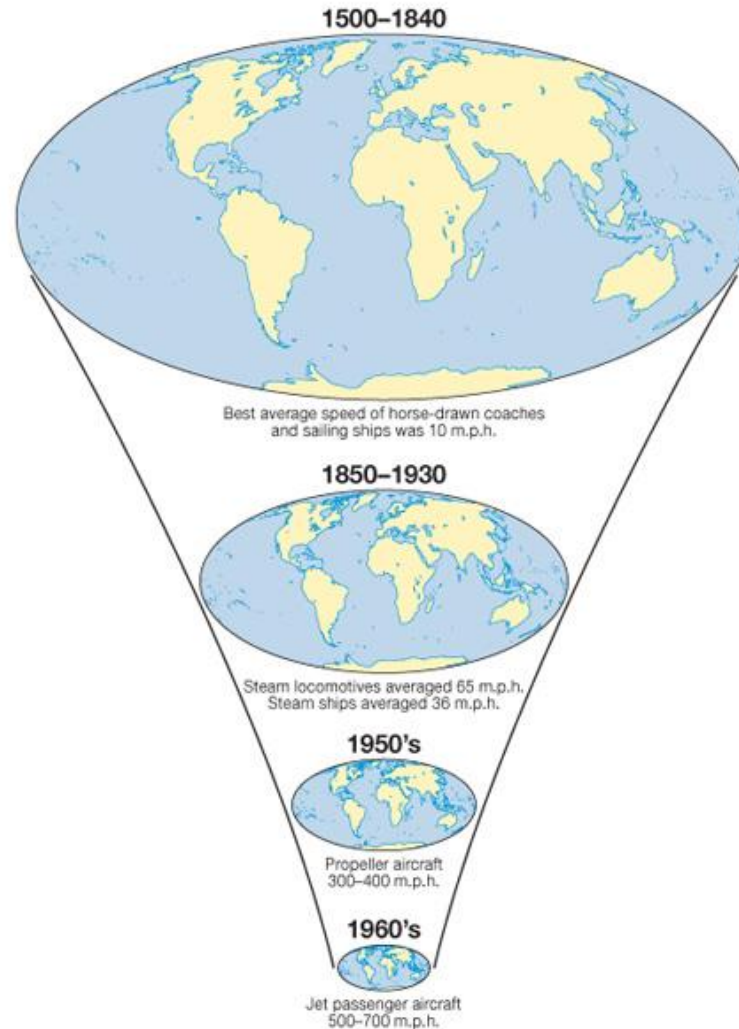 1500–1840
Best average speed of horse-drawn coaches
and sailing ships was 10 m.p.h.
1850–1930
Steam locomotives averaged 65 m.p.h.
Steam ships averaged 36 m.p.h.
1950's
Propeller aircraft
300–400 m.p.h.
1960's
Jet passenger aircraft
500–700 m.p.h.